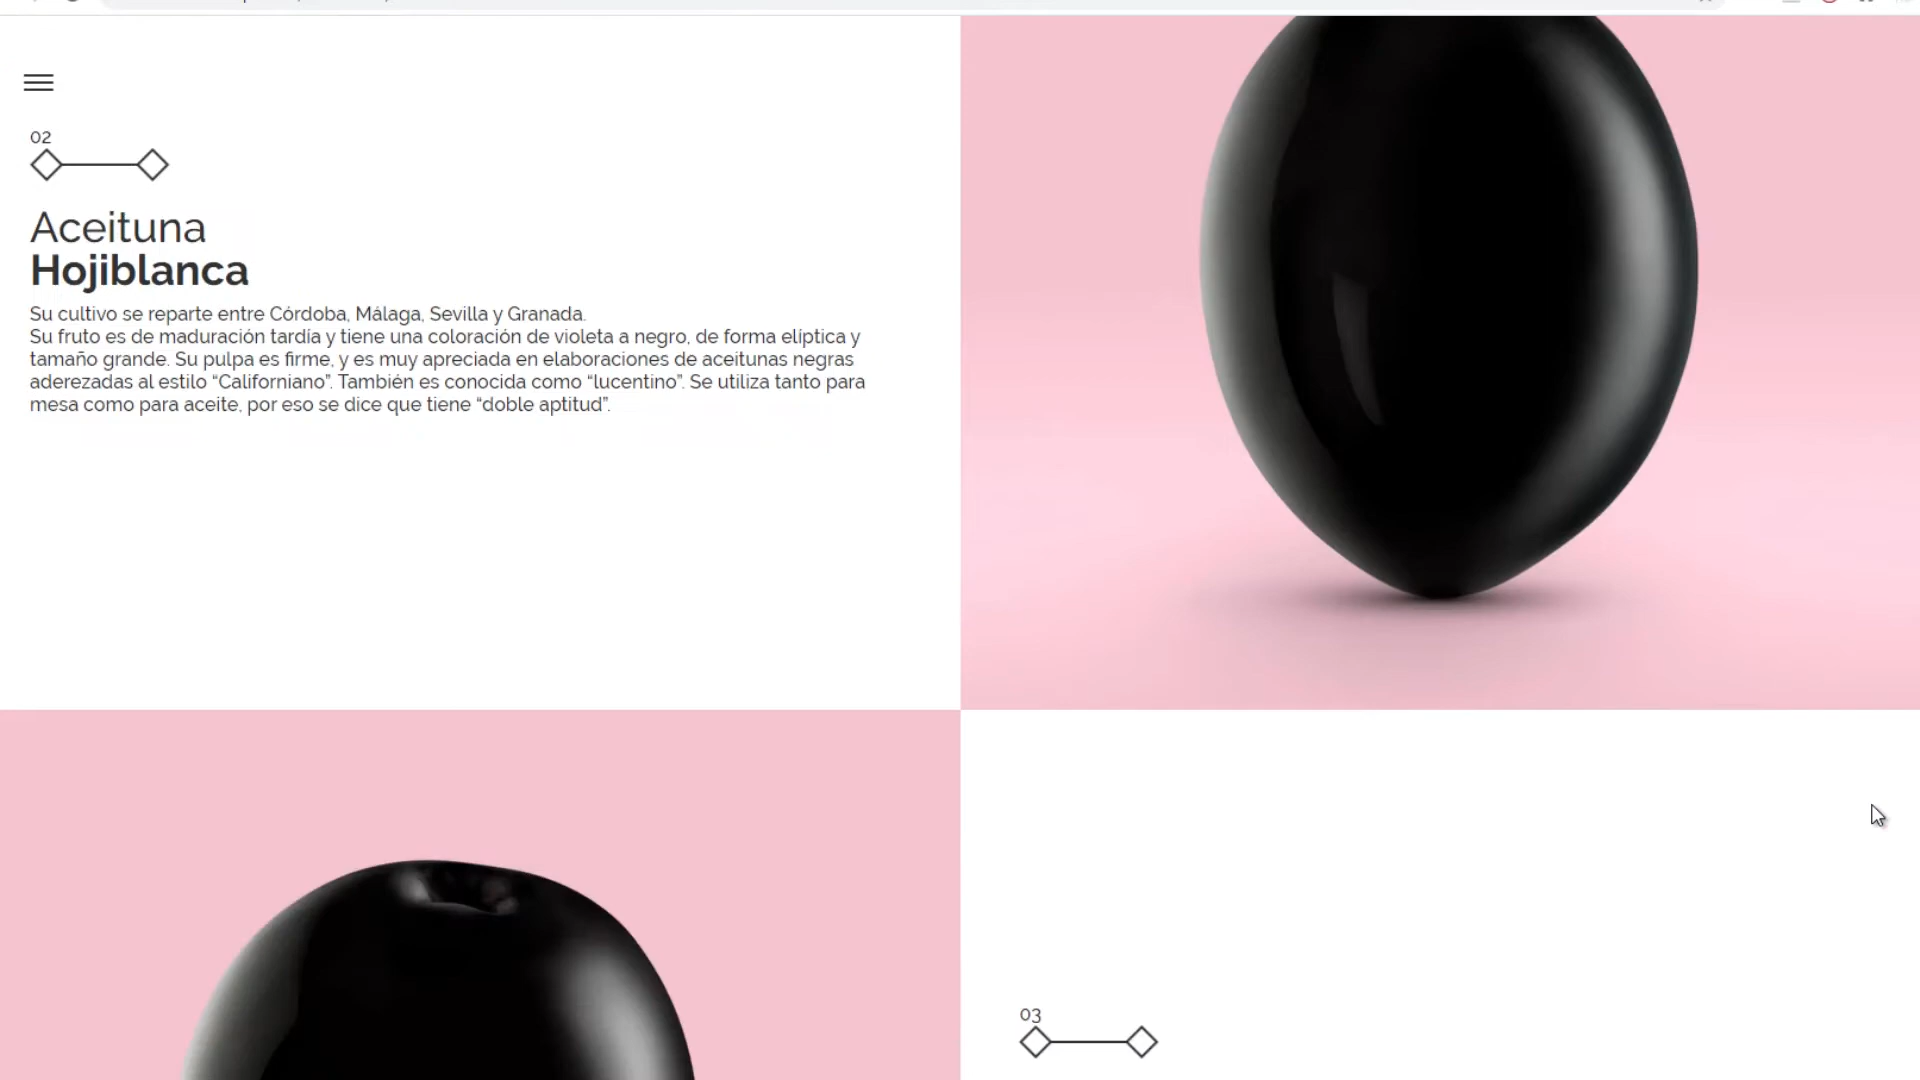 02
Aceituna
Hojiblanca
Su cultivo se reparte entre Córdoba, Málaga, Sevilla y Granada.
Su fruto es de maduración tardía y tiene una coloración de violeta a negro, de forma elíptica y
tamaño grande. Su pulpa es firme, y es muy apreciada en elaboraciones de aceitunas negras
aderezadas al estilo “Californiano”. También es conocida como “lucentino”. Se utiliza tanto para
mesa como para aceite, por eso se dice que tiene “doble aptitud”.
03